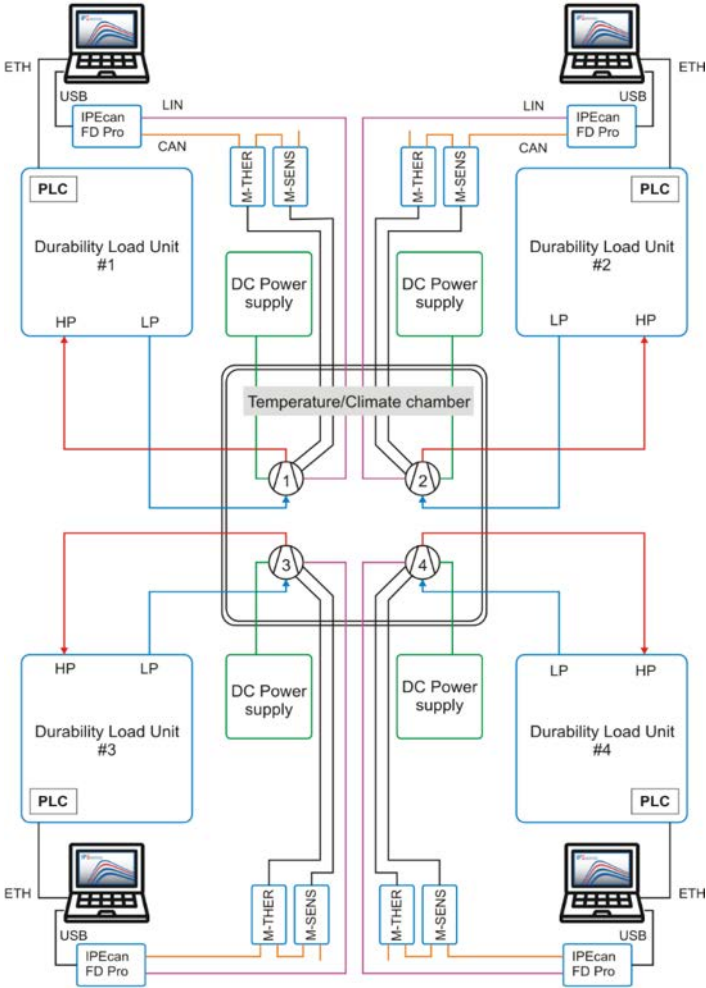 ETH
USB
IPEcan
FD Pro
LIN
CAN
M-THER
M-SENS
PLC
Durability Load Unit
#1
HP
LP
DC Power
supply
LIN
CAN
M-THER
M-SENS
USB
ETH
IPEcan
FD Pro
PLC
Durability Load Unit
#2
LP
HP
DC Power
supply
Temperature/Climate chamber
1
2
3
4
HP
LP
Durability Load Unit
#3
PLC
DC Power
supply
ETH
USB
IPEcan
FD Pro
M-THER
M-SENS
DC Power
supply
LP
HP
Durability Load Unit
#4
PLC
M-THER
M-SENS
ETH
USB
IPEcan
FD Pro